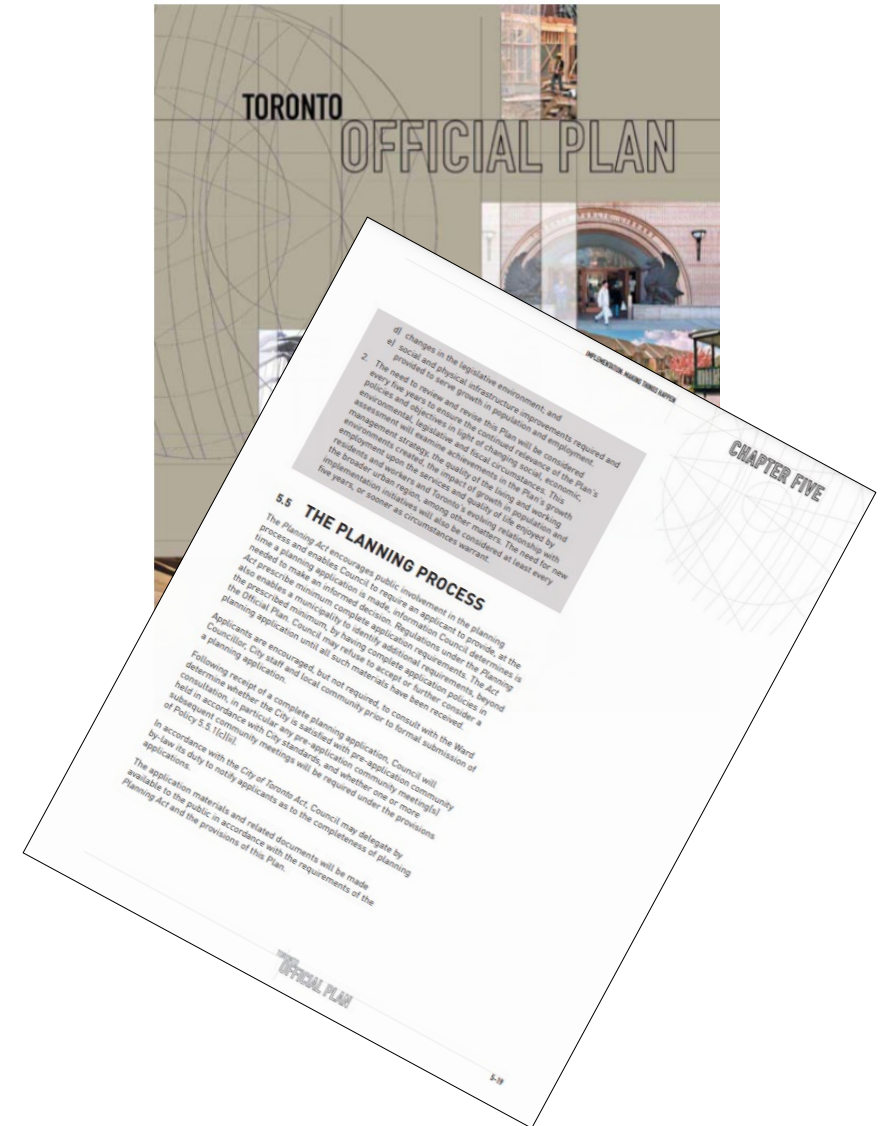 TORONTO
OFFICIAL PLAN
IMPLEMENTATION: MAKING THINGS HAPPEN
CHAPTER FIVE
d) changes in the legislative environment; and
e) social and physical infrastructure improvements required and
provided to serve growth in population and employment.
2. The need to review and revise this Plan will be considered
every five years to ensure the continued relevance of the Plan's
policies and objectives in light of changing social, economic,
environmental, legislative and fiscal circumstances. This
assessment will examine achievements in the Plan's growth
management strategy, the quality of the living and working
environments created, the impact of growth in population and
employment upon the services and quality of life enjoyed by
residents and workers and Toronto's evolving relationship with
the broader urban region, among other matters. The need for new
implementation initiatives will also be considered at least every
five years, or sooner as circumstances warrant.
5.5 THE PLANNING PROCESS
The Planning Act encourages public involvement in the planning
process and enables Council to require an applicant to provide, at the
time a planning application is made, information Council determines is
needed to make an informed decision. Regulations under the Planning
Act prescribe minimum complete application requirements. The Act
also enables a municipality to identify additional requirements, beyond
the prescribed minimum, by having complete application policies in
the Official Plan. Council may refuse to accept or further consider a
planning application until all such materials have been received.
Applicants are encouraged, but not required, to consult with the Ward
Councillor, City staff and local community prior to formal submission of
a planning application.
Following receipt of a complete planning application, Council will
determine whether the City is satisfied with pre-application community
consultation, in particular any pre-application community meeting(s)
held in accordance with City standards, and whether one or more
subsequent community meetings will be required under the provisions
of Policy 5.5.1(c)(ii).
In accordance with the City of Toronto Act, Council may delegate by
by-law its duty to notify applicants as to the completeness of planning
applications.
The application materials and related documents will be made
available to the public in accordance with the requirements of the
Planning Act and the provisions of this Plan.
TORONTO
OFFICIAL PLAN
5-19